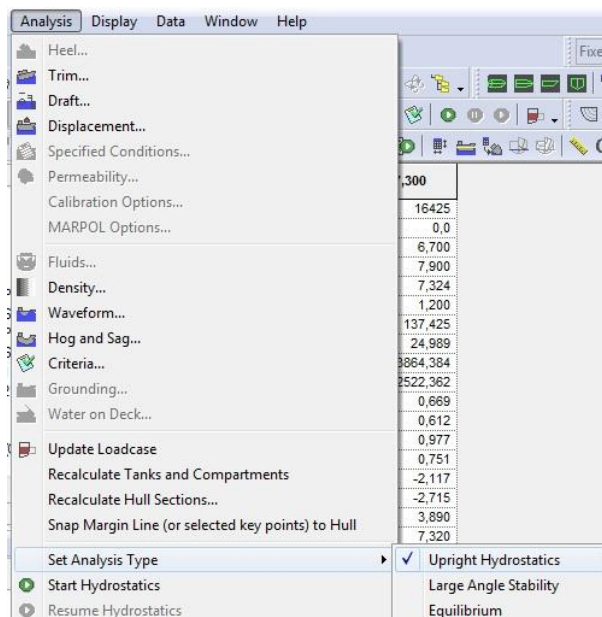 Analysis Display Data Window Help
Heel...
Trim...
Draft...
Displacement...
Specified Conditions...
Permeability...
Calibration Options...
MARPOL Options...
Fluids...
Density...
Waveform...
Hog and Sag...
Criteria...
Grounding...
Water on Deck...
Update Loadcase
Recalculate Tanks and Compartments
Recalculate Hull Sections...
Snap Margin Line (or selected key points) to Hull
Set Analysis Type
Start Hydrostatics
Resume Hydrostatics
Upright Hydrostatics
Large Angle Stability
Equilibrium
Fixe
,300
16425
0,0
6,700
7,900
7,324
1,200
137,425
24,989
3864,384
2522,362
0,669
0,612
0,977
0,751
-2,117
-2,715
3,890
7,320